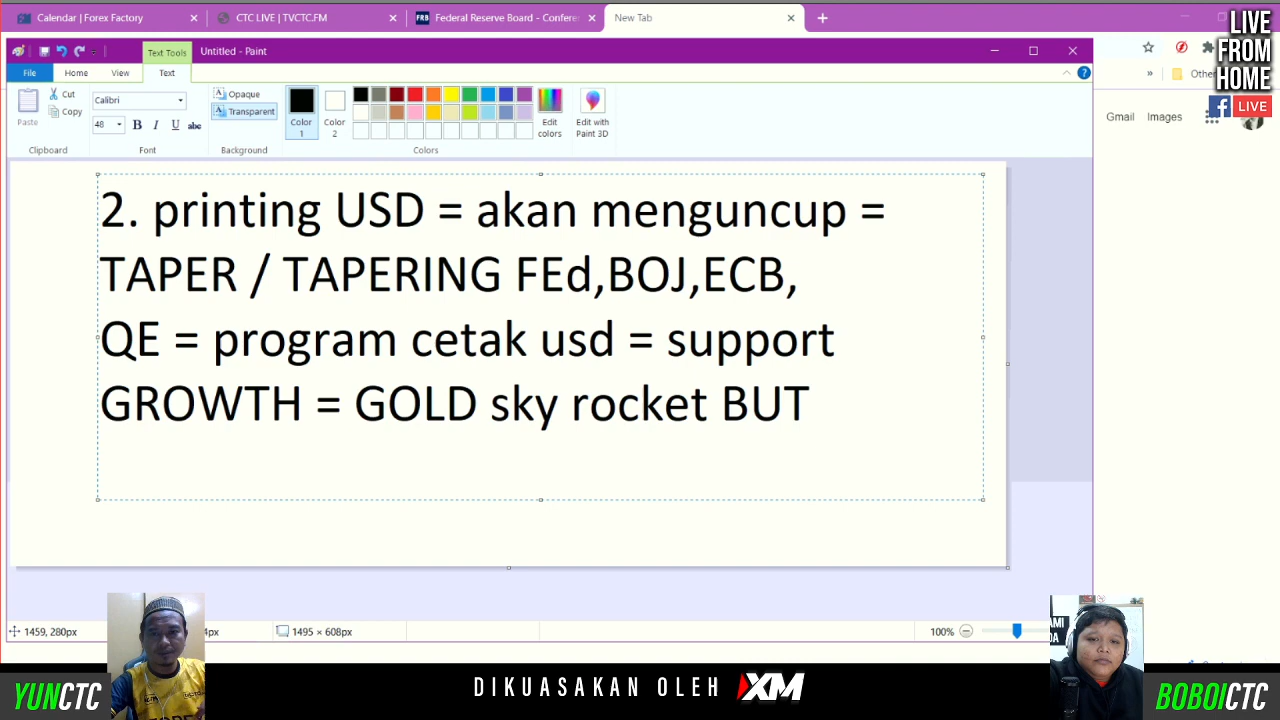 Calendar | Forex Factory
CTC LIVE | TVCTC.FM
FRB
Federal Reserve Board - Conferen
New Tab
LIVE
FROM
HOME
LIVE
Text Tools
Untitled - Paint
File
Home
View
Text
Paste
Cut
Copy
Clipboard
Calibri
48
B I U abc
Font
Opaque
Transparent
Background
Color
1
Color
2
Colors
Edit
colors
Edit with
Paint 3D
»
Other
Gmail
Images
2. printing USD = akan menguncup =
TAPER / TAPERING FEd,BOJ,ECB,
QE = program cetak usd = support
GROWTH = GOLD sky rocket BUT
1459, 280px
4px
1495 × 608px
100%
YUNCTC
DIKUASAKAN OLEH XM
BOBOICTC